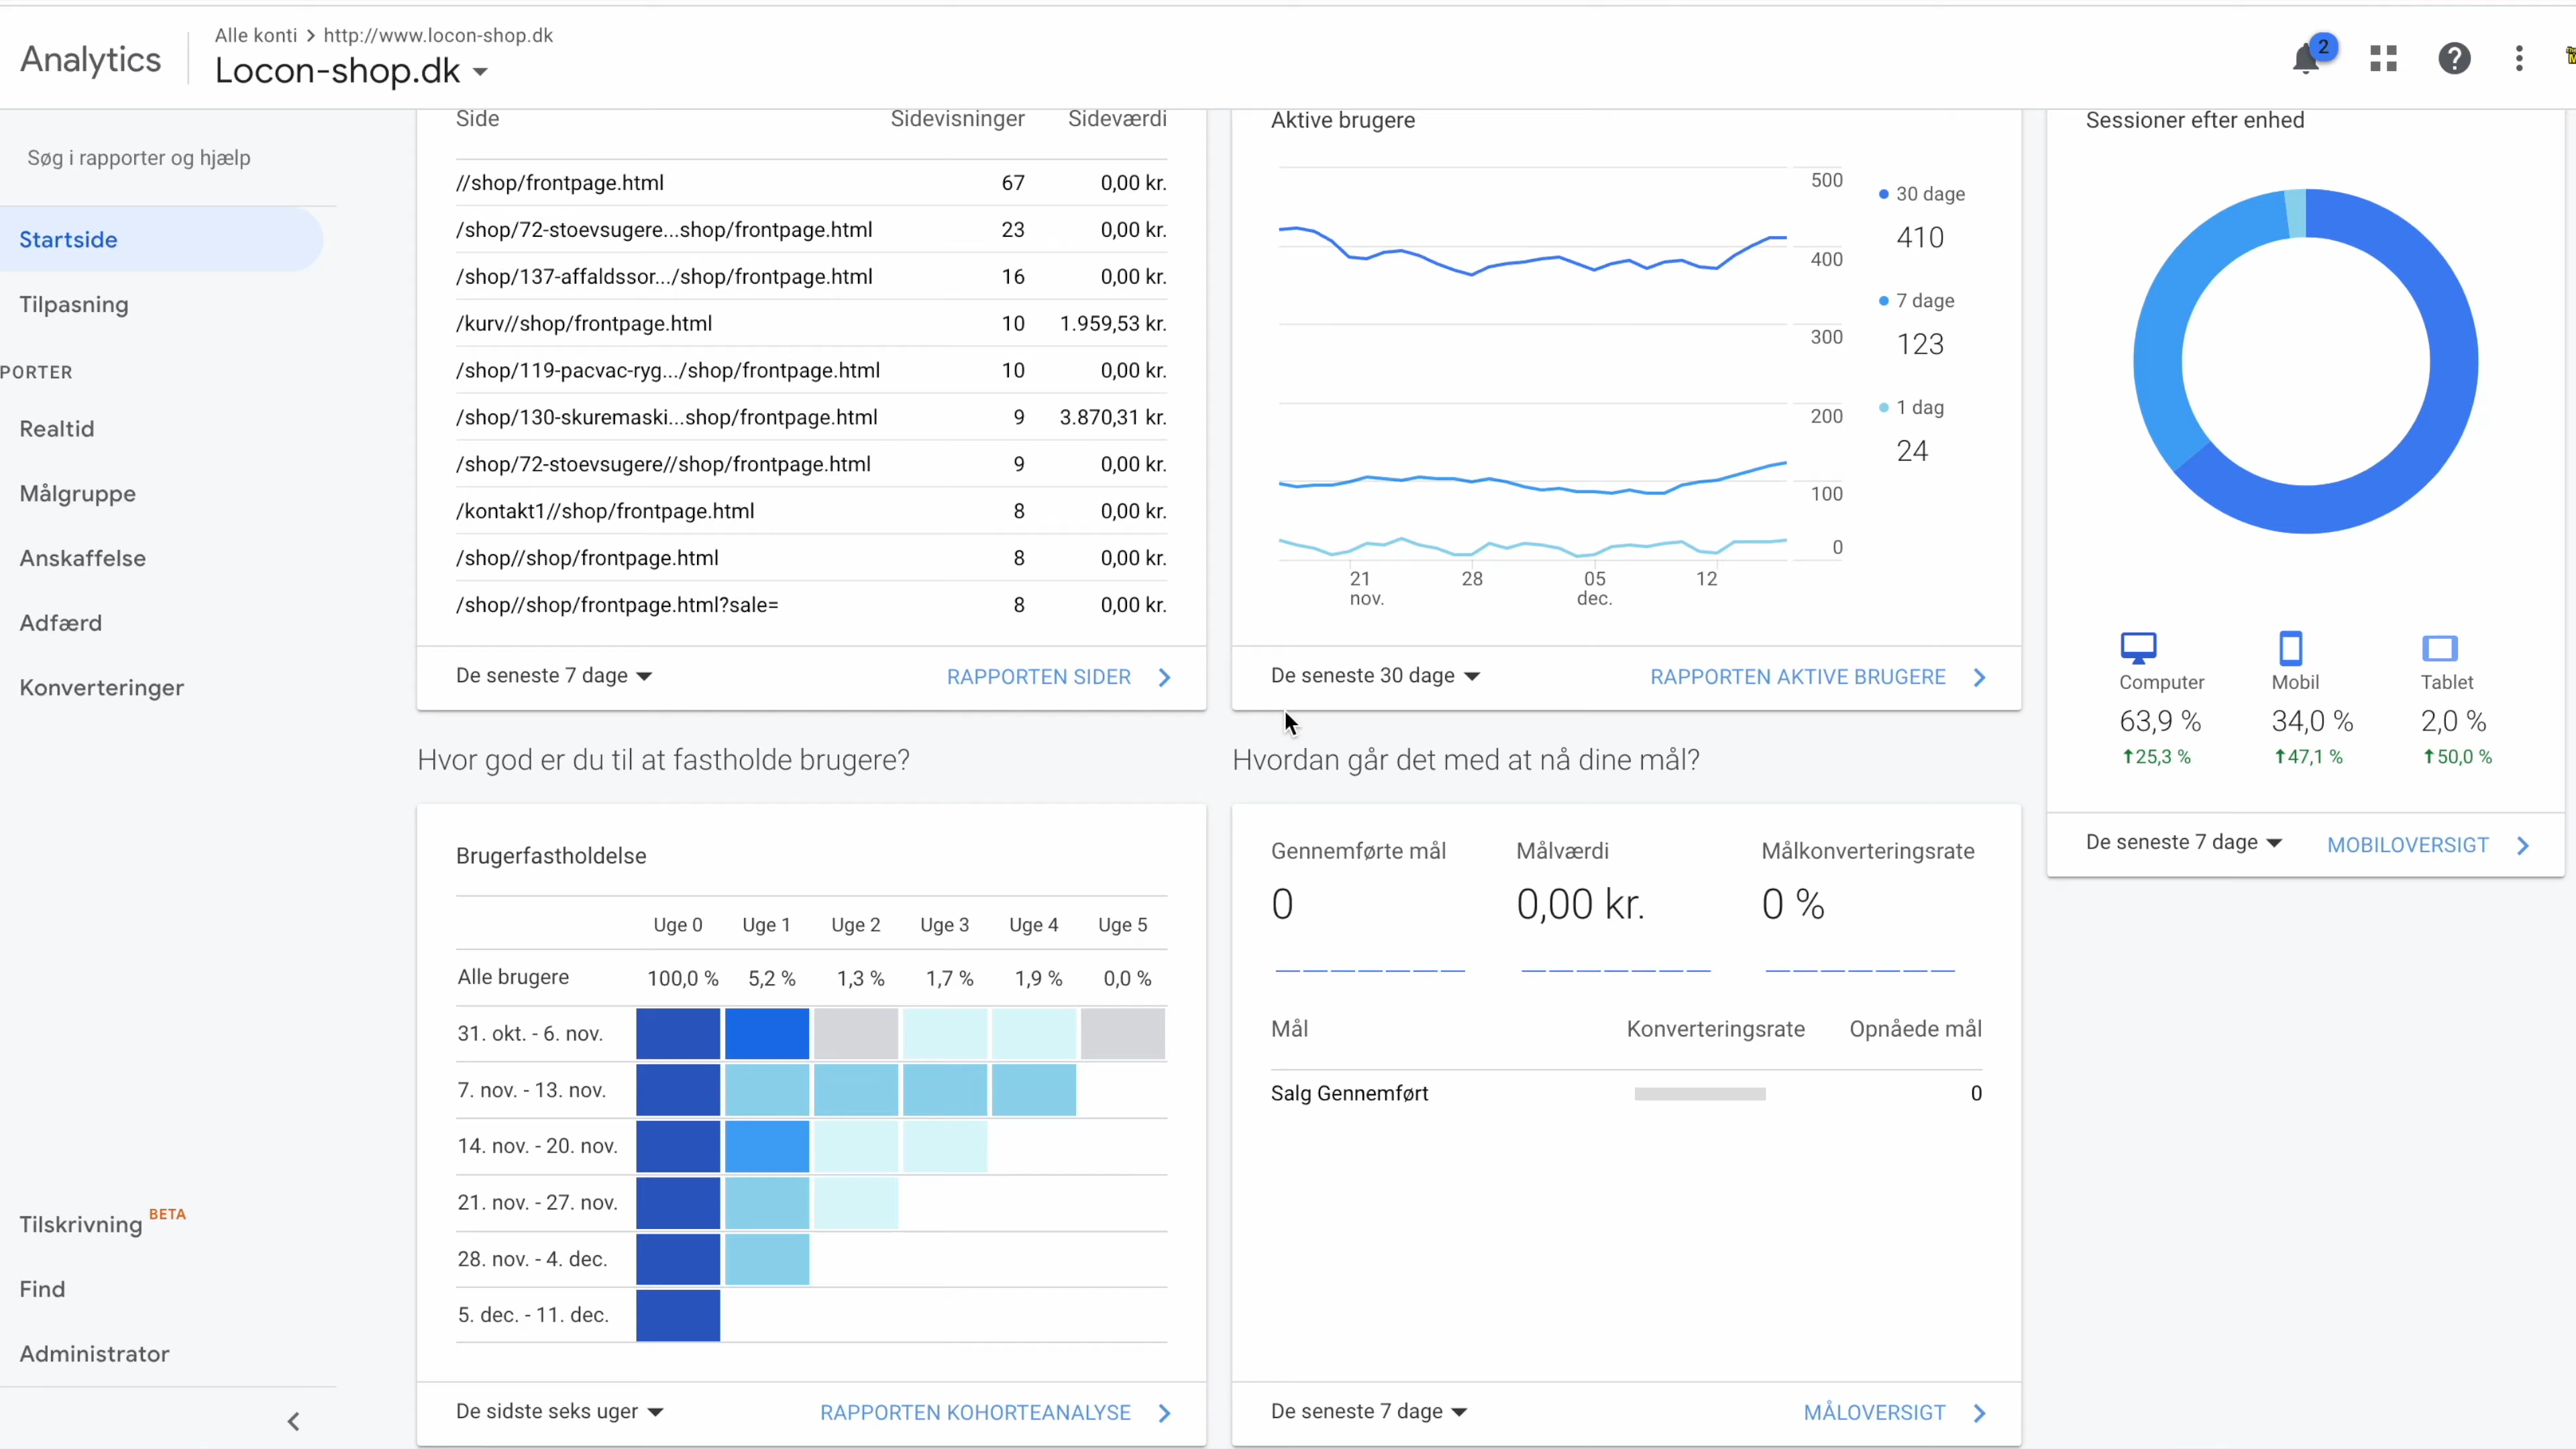 Analytics
Alle konti > http://www.locon-shop.dk
Locon-shop.dk
2
Søg i rapporter og hjælp
Startside
Tilpasning
PORTER
Realtid
Målgruppe
Anskaffelse
Adfærd
Konverteringer
Tilskrivning BETA
Find
Administrator
Side Sidevisninger Sideværdi
//shop/frontpage.html 67 0,00 kr.
/shop/72-stoevsugere...shop/frontpage.html 23 0,00 kr.
/shop/137-affaldssor.../shop/frontpage.html 16 0,00 kr.
/kurv//shop/frontpage.html 10 1.959,53 kr.
/shop/119-pacvac-ryg.../shop/frontpage.html 10 0,00 kr.
/shop/130-skuremaski...shop/frontpage.html 9 3.870,31 kr.
/shop/72-stoevsugere//shop/frontpage.html 9 0,00 kr.
/kontakt1//shop/frontpage.html 8 0,00 kr.
/shop//shop/frontpage.html 8 0,00 kr.
/shop//shop/frontpage.html?sale= 8 0,00 kr.
De seneste 7 dage RAPPORTEN SIDER
Aktive brugere
500
400
300
200
100
0
21 nov.
28
05 dec.
12
30 dage
410
7 dage
123
1 dag
24
De seneste 30 dage RAPPORTEN AKTIVE BRUGERE
Sessioner efter enhed
Computer Mobil Tablet
63,9 % 34,0 % 2,0 %
25,3 % 47,1 % 50,0 %
De seneste 7 dage MOBILOVERSIGT
Hvor god er du til at fastholde brugere?
Brugerfastholdelse
Uge 0 Uge 1 Uge 2 Uge 3 Uge 4 Uge 5
Alle brugere 100,0 % 5,2 % 1,3 % 1,7 % 1,9 % 0,0 %
31. okt. - 6. nov.
7. nov. - 13. nov.
14. nov. - 20. nov.
21. nov. - 27. nov.
28. nov. - 4. dec.
5. dec. - 11. dec.
De sidste seks uger RAPPORTEN KOHORTEANALYSE
Hvordan går det med at nå dine mål?
Gennemførte mål Målværdi Målkonverteringsrate
0 0,00 kr. 0 %
Mål Konverteringsrate Opnåede mål
Salg Gennemført 0
De seneste 7 dage MÅLOVERSIGT